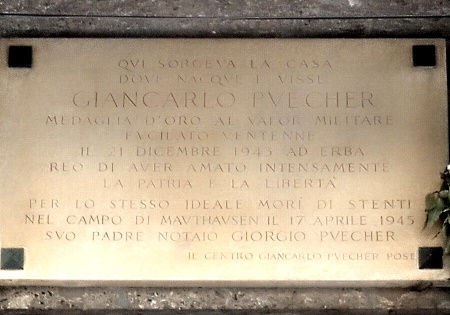 QVI SORGEVA LA CASA
DOVE NACQVE E VISSE
GIANCARLO PVECHER
MEDAGLIA D'ORO AL VALOR MILITARE
FVCILATO VENTENNE
IL 21 DICEMBRE 1943 AD ERBA
REO DI AVER AMATO INTENSAMENTE
LA PATRIA E LA LIBERTA'
PER LO STESSO IDEALE MORÌ DI STENTI
NEL CAMPO DI MAVTHAVSEN IL 17 APRILE 1945
SVO PADRE NOTAIO GIORGIO PVECHER
IL CENTRO GIANCARLO PVECHER POSE